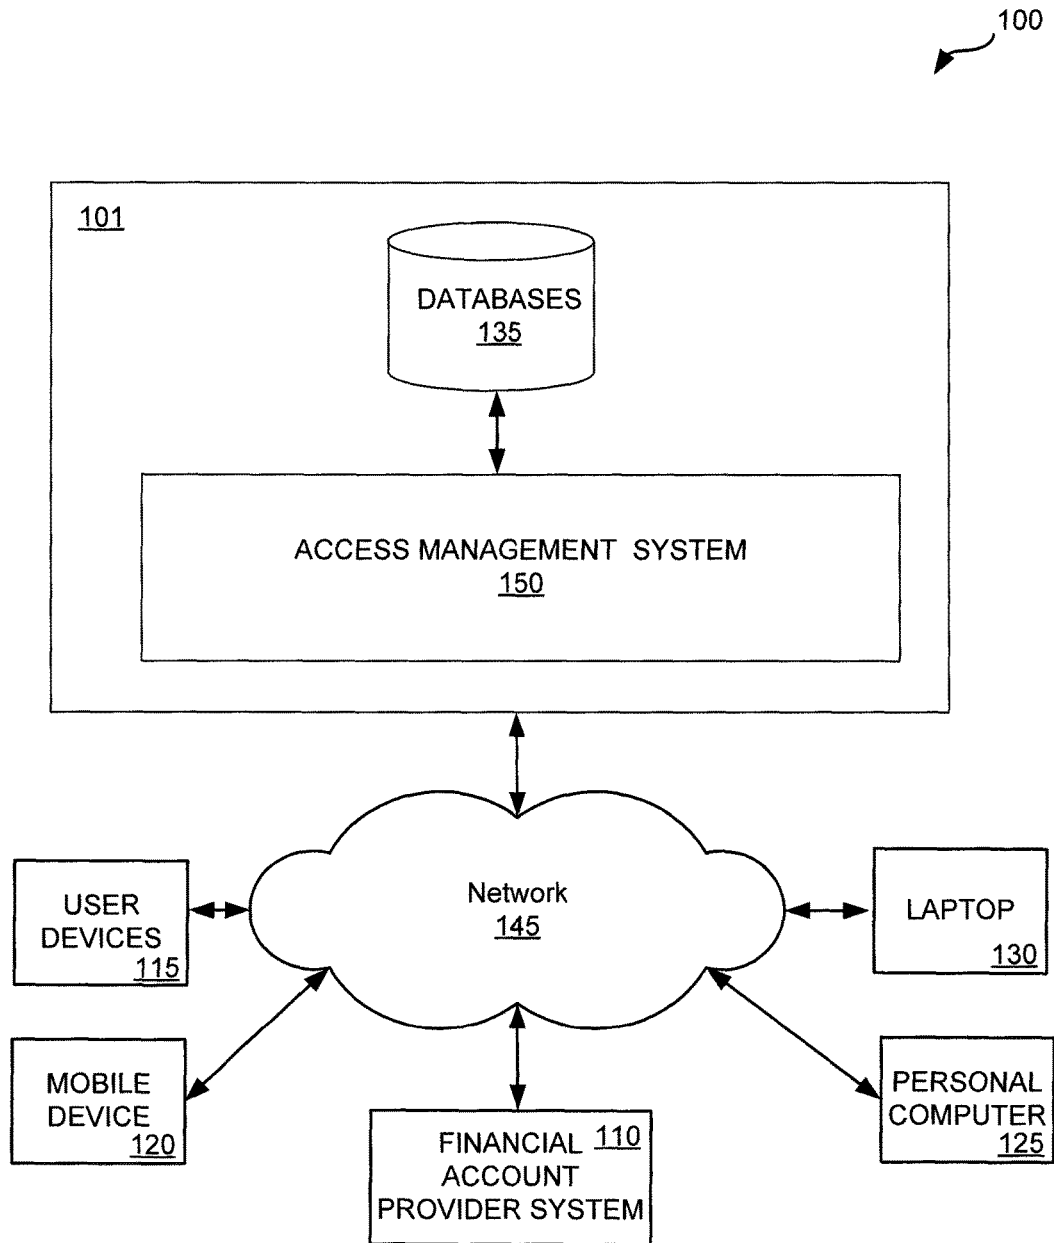 100
101
DATABASES
135
ACCESS MANAGEMENT SYSTEM
150
Network
145
USER
DEVICES
115
LAPTOP
130
MOBILE
DEVICE
120
FINANCIAL 110
ACCOUNT
PROVIDER SYSTEM
PERSONAL
COMPUTER
125